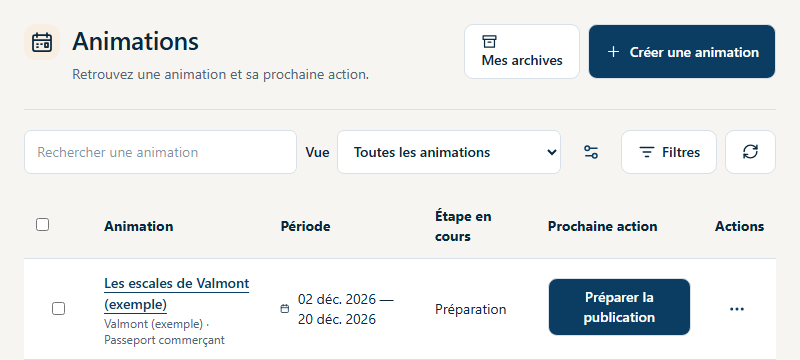 Animations
Retrouvez une animation et sa prochaine action.
Mes archives
Créer une animation
Rechercher une animation
Vue
Toutes les animations
Filtres
Animation
Période
Étape en
cours
Prochaine action
Actions
Les escales de Valmont
(exemple)
Valmont (exemple) ·
Passeport commerçant
02 déc. 2026 —
20 déc. 2026
Préparation
Préparer la
publication